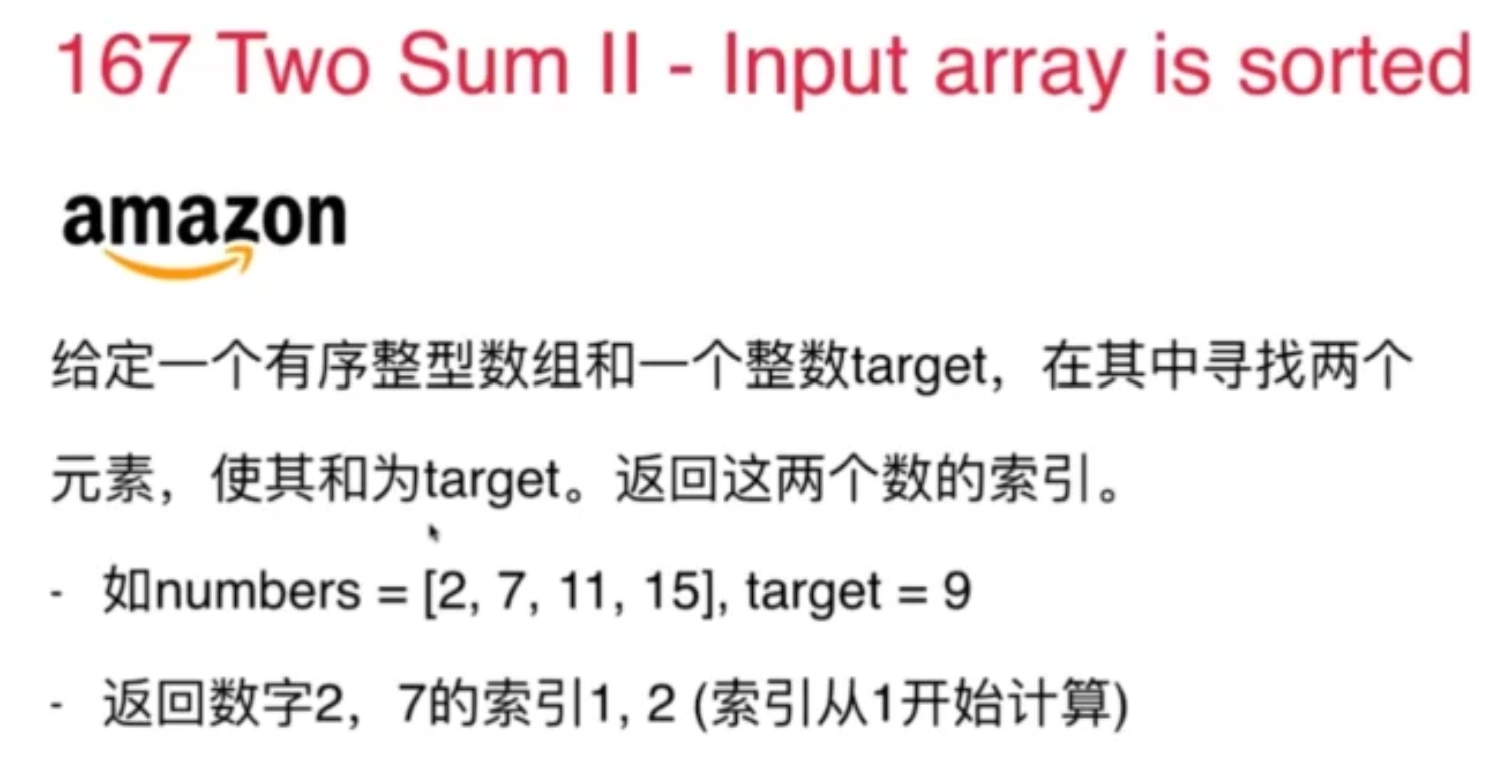 167 Two Sum II - Input array is sorted
amazon
给定一个有序整型数组和一个整数target，在其中寻找两个
元素，使其和为target。返回这两个数的索引。
- 如numbers = [2, 7, 11, 15], target = 9
- 返回数字2，7的索引1, 2 (索引从1开始计算)